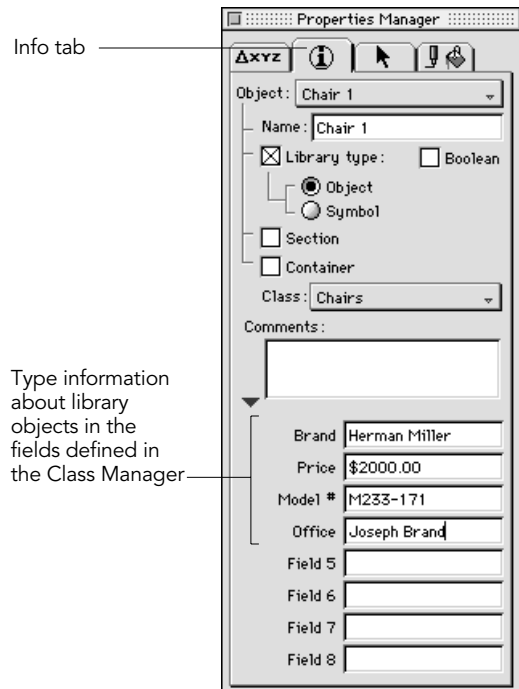 Properties Manager
Info tab
ΔXYZ
Object: Chair 1
Name: Chair 1
Library type: Boolean
Object
Symbol
Section
Container
Class: Chairs
Comments:
Type information
about library
objects in the
fields defined in
the Class Manager
Brand Herman Miller
Price $2000.00
Model # M233-171
Office Joseph Brand
Field 5
Field 6
Field 7
Field 8